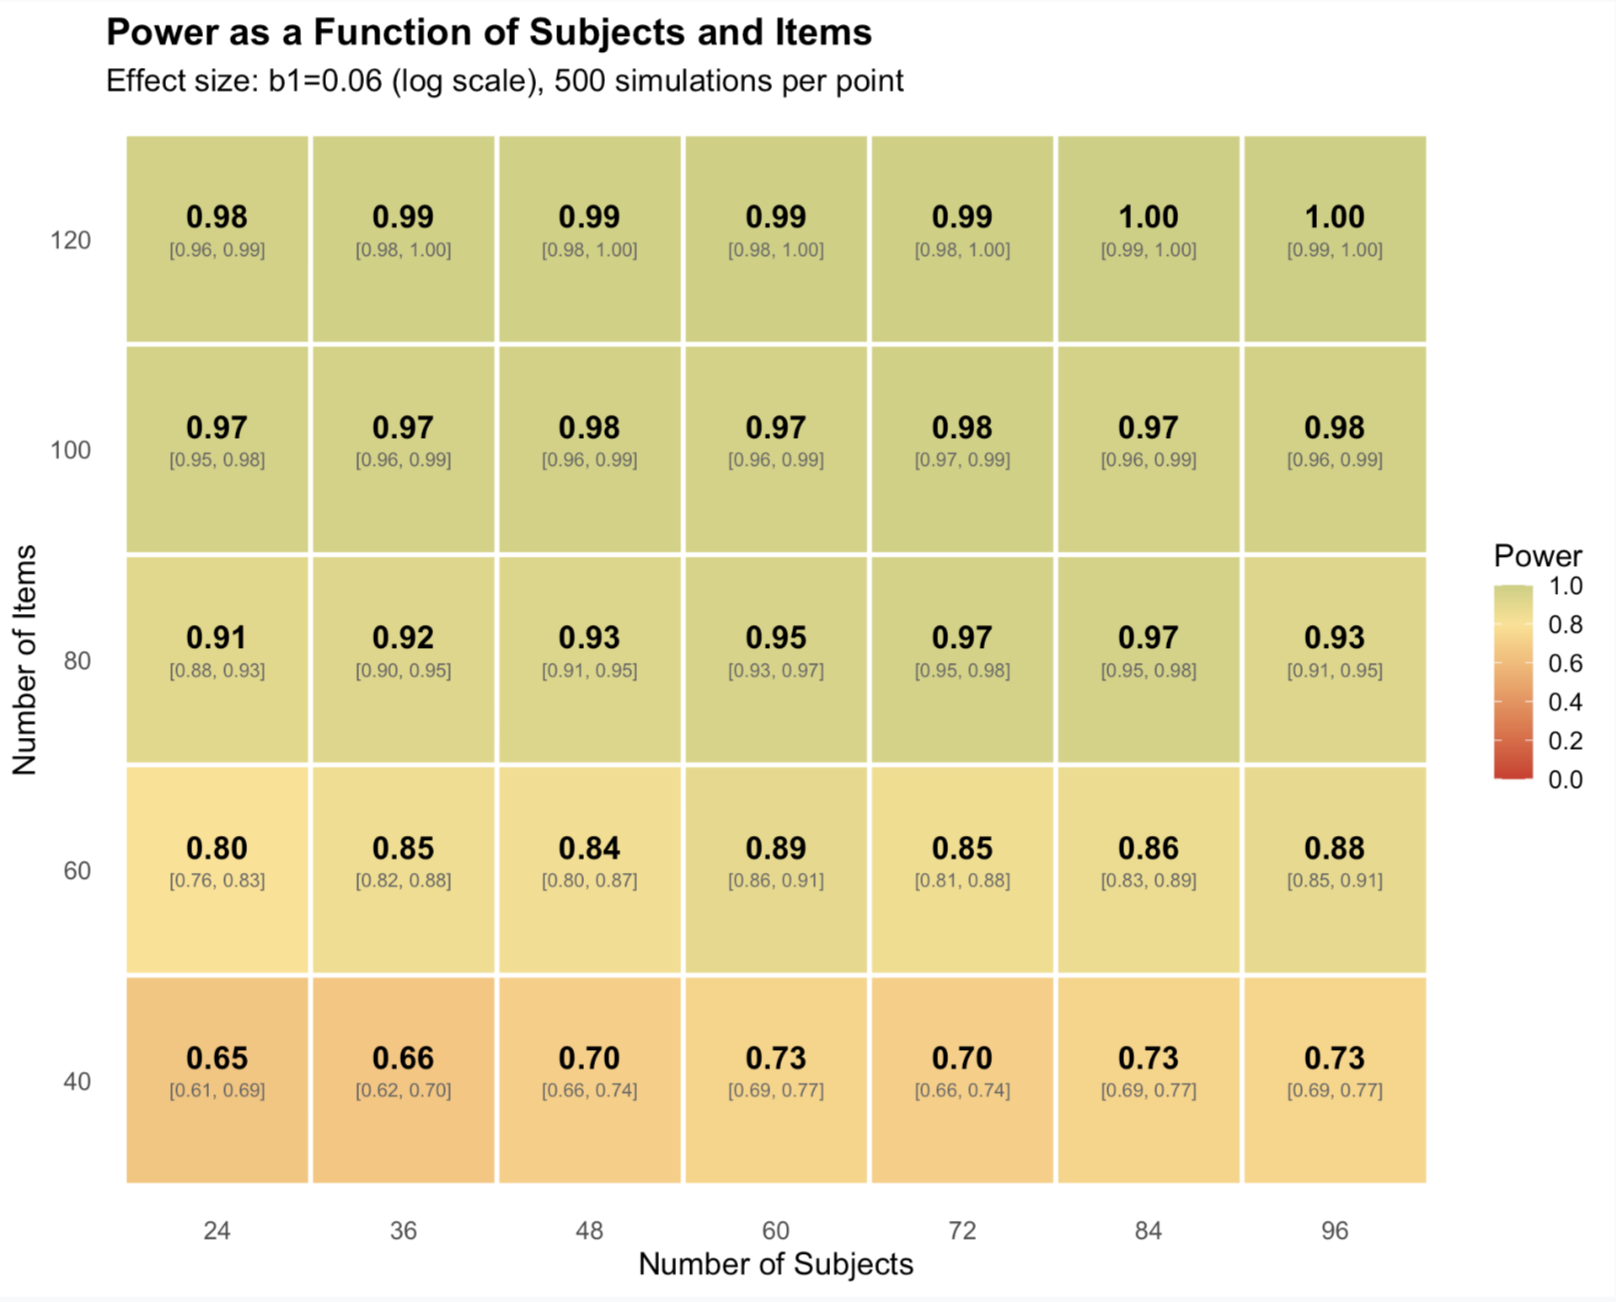 Power as a Function of Subjects and Items
Effect size: b1=0.06 (log scale), 500 simulations per point
Number of Items
120
0.98 0.99 0.99 0.99 0.99 1.00 1.00
[0.96, 0.99] [0.98, 1.00] [0.98, 1.00] [0.98, 1.00] [0.98, 1.00] [0.99, 1.00] [0.99, 1.00]
100
0.97 0.97 0.98 0.97 0.98 0.97 0.98
[0.95, 0.98] [0.96, 0.99] [0.96, 0.99] [0.96, 0.99] [0.97, 0.99] [0.96, 0.99] [0.96, 0.99]
80
0.91 0.92 0.93 0.95 0.97 0.97 0.93
[0.88, 0.93] [0.90, 0.95] [0.91, 0.95] [0.93, 0.97] [0.95, 0.98] [0.95, 0.98] [0.91, 0.95]
60
0.80 0.85 0.84 0.89 0.85 0.86 0.88
[0.76, 0.83] [0.82, 0.88] [0.80, 0.87] [0.86, 0.91] [0.81, 0.88] [0.83, 0.89] [0.85, 0.91]
40
0.65 0.66 0.70 0.73 0.70 0.73 0.73
[0.61, 0.69] [0.62, 0.70] [0.66, 0.74] [0.69, 0.77] [0.66, 0.74] [0.69, 0.77] [0.69, 0.77]
24 36 48 60 72 84 96
Number of Subjects
Power
1.0
0.8
0.6
0.4
0.2
0.0